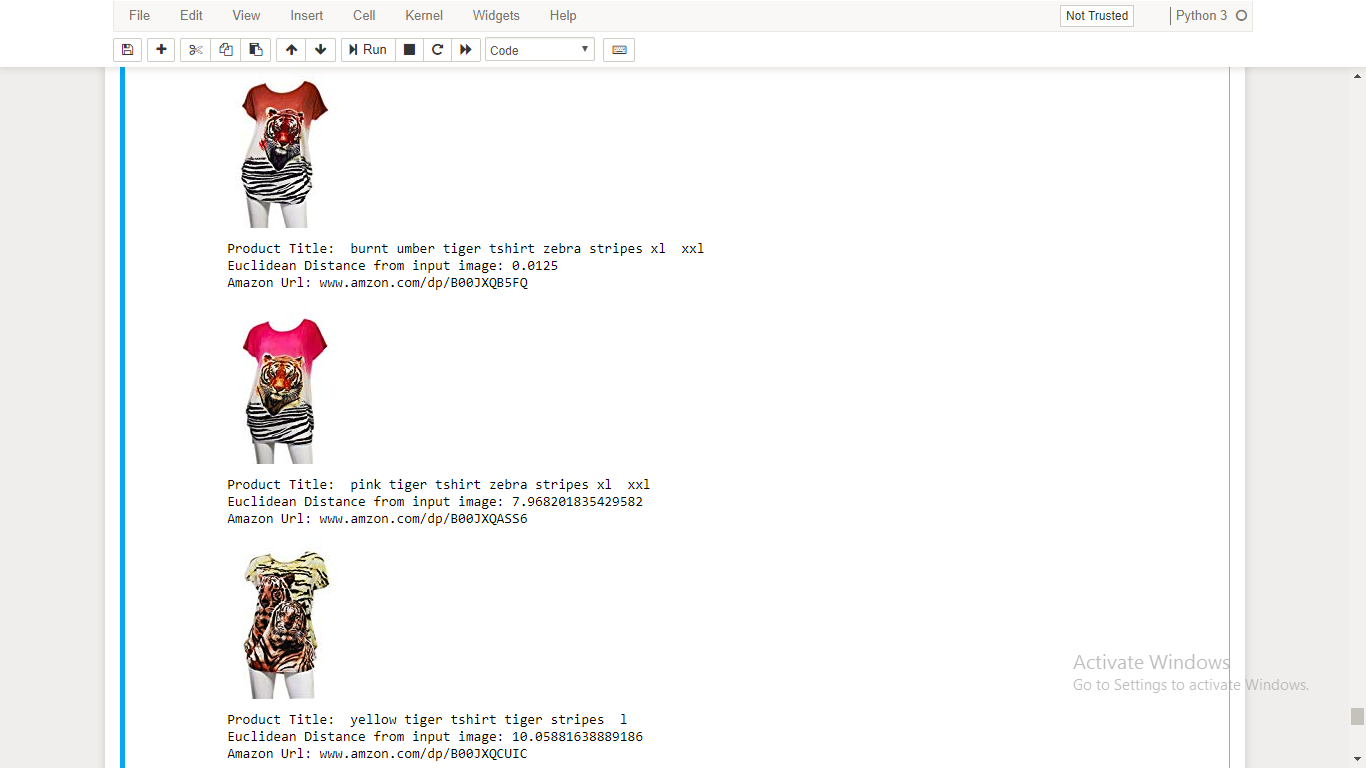 File Edit View Insert Cell Kernel Widgets Help Not Trusted Python 3
Run Code
Product Title:  burnt umber tiger tshirt zebra stripes xl  xxl
Euclidean Distance from input image: 0.0125
Amazon Url: www.amzon.com/dp/B00JXQB5FQ
Product Title:  pink tiger tshirt zebra stripes xl  xxl
Euclidean Distance from input image: 7.968201835429582
Amazon Url: www.amzon.com/dp/B00JXQASS6
Activate Windows
Go to Settings to activate Windows.
Product Title:  yellow tiger tshirt tiger stripes  l
Euclidean Distance from input image: 10.05881638889186
Amazon Url: www.amzon.com/dp/B00JXQCUIC